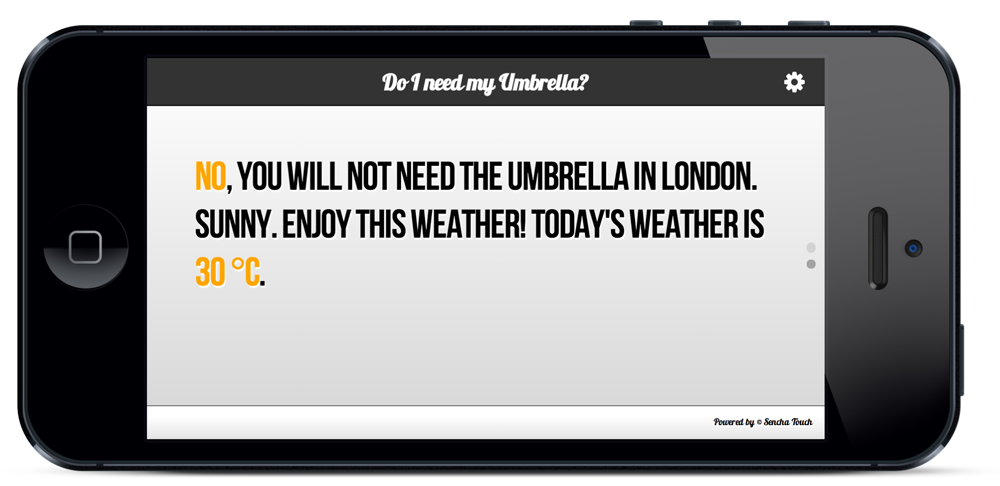 Do I need my Umbrella?
NO, YOU WILL NOT NEED THE UMBRELLA IN LONDON.
SUNNY. ENJOY THIS WEATHER! TODAY'S WEATHER IS
30 °C.
Powered by © Sencha Touch